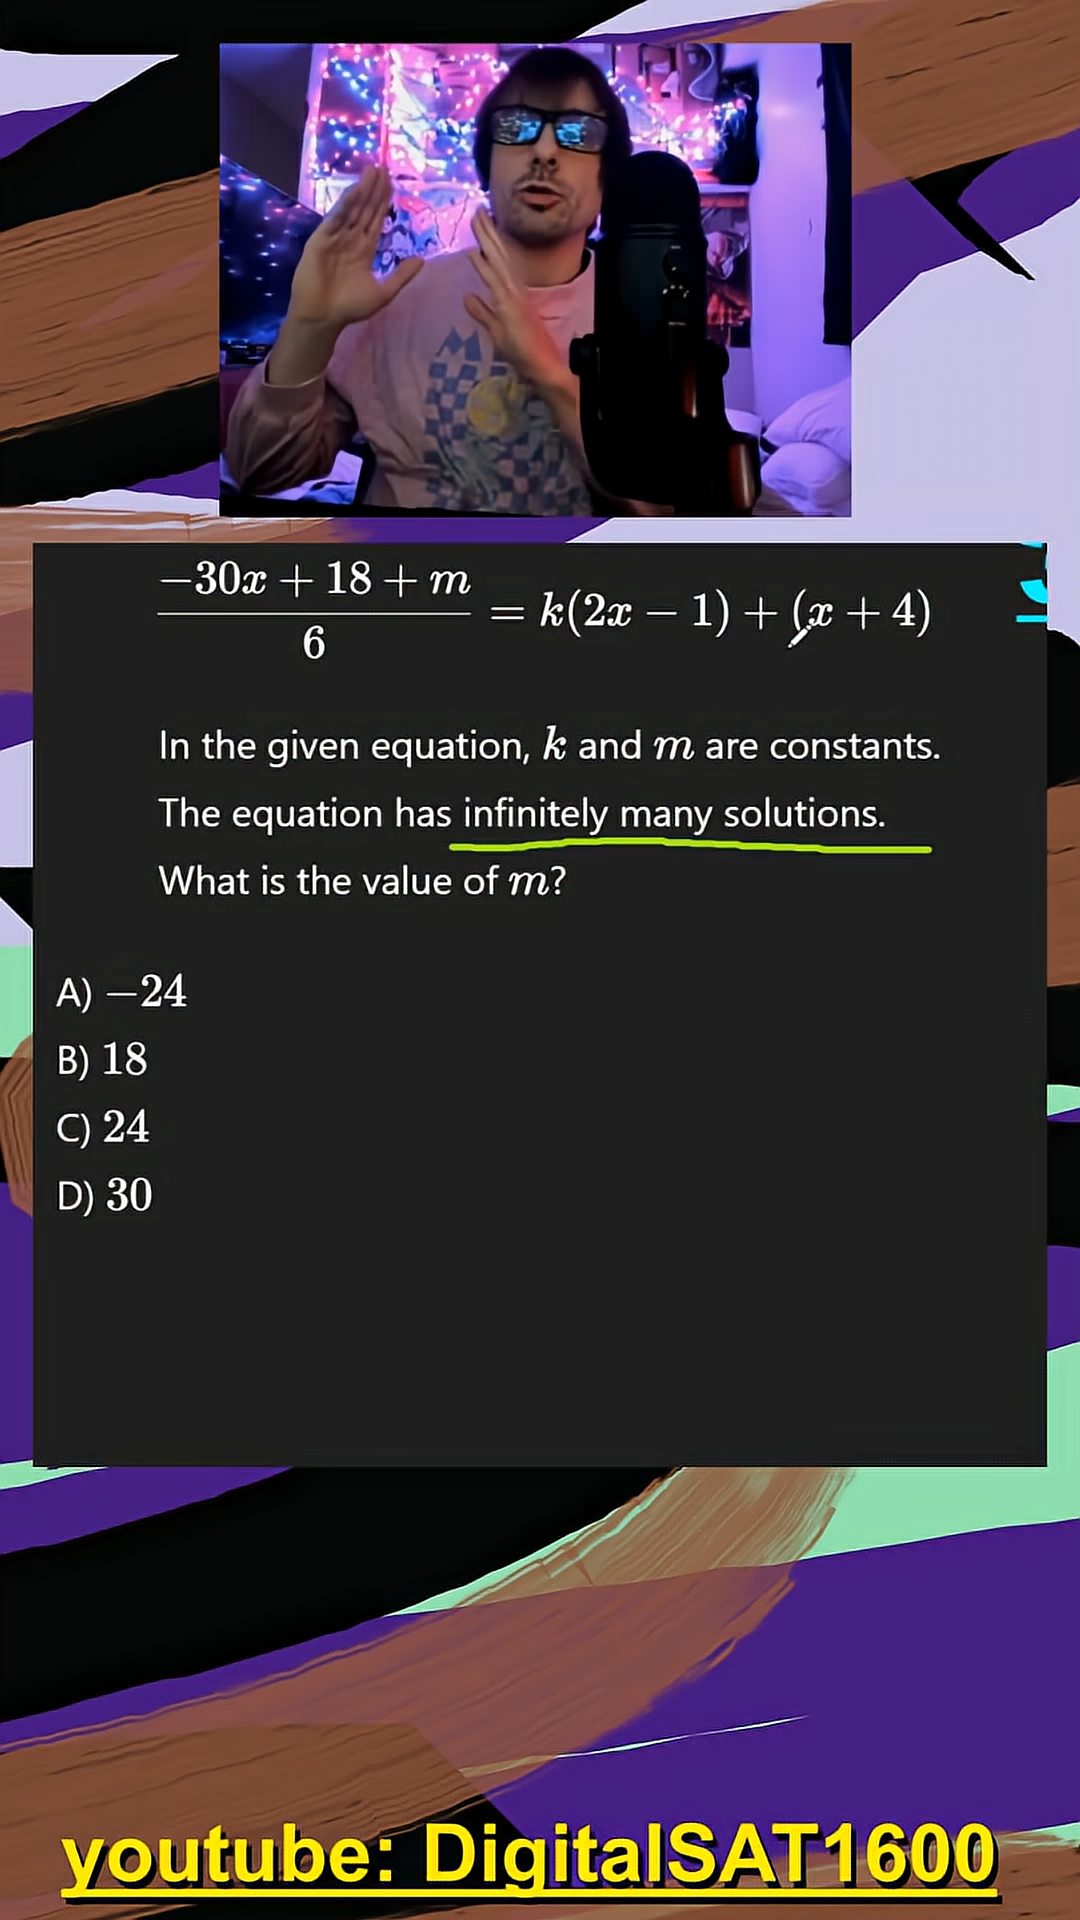 \frac{-30x + 18 + m}{6} = k(2x − 1) + (x + 4)
In the given equation, k and m are constants.
The equation has infinitely many solutions.
What is the value of m?
A) −24
B) 18
C) 24
D) 30
youtube: DigitalSAT1600